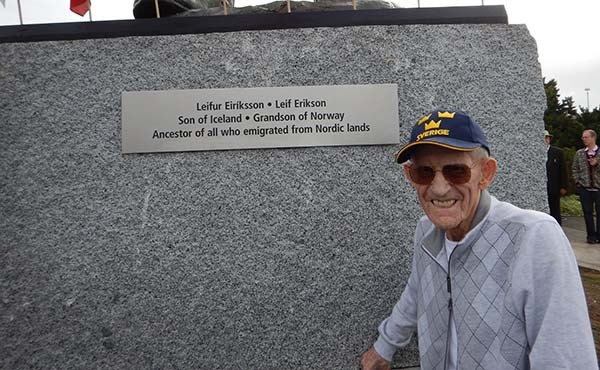 Leifur Eiríksson • Leif Erikson
Son of Iceland • Grandson of Norway
Ancestor of all who emigrated from Nordic lands
SVERIGE